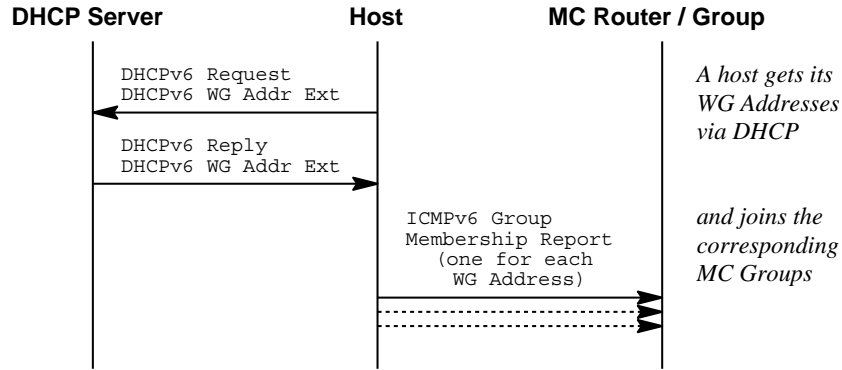 DHCP Server
Host
MC Router / Group
DHCPv6 Request
DHCPv6 WG Addr Ext
A host gets its
WG Addresses
via DHCP
DHCPv6 Reply
DHCPv6 WG Addr Ext
ICMPv6 Group
Membership Report
(one for each
WG Address)
and joins the
corresponding
MC Groups